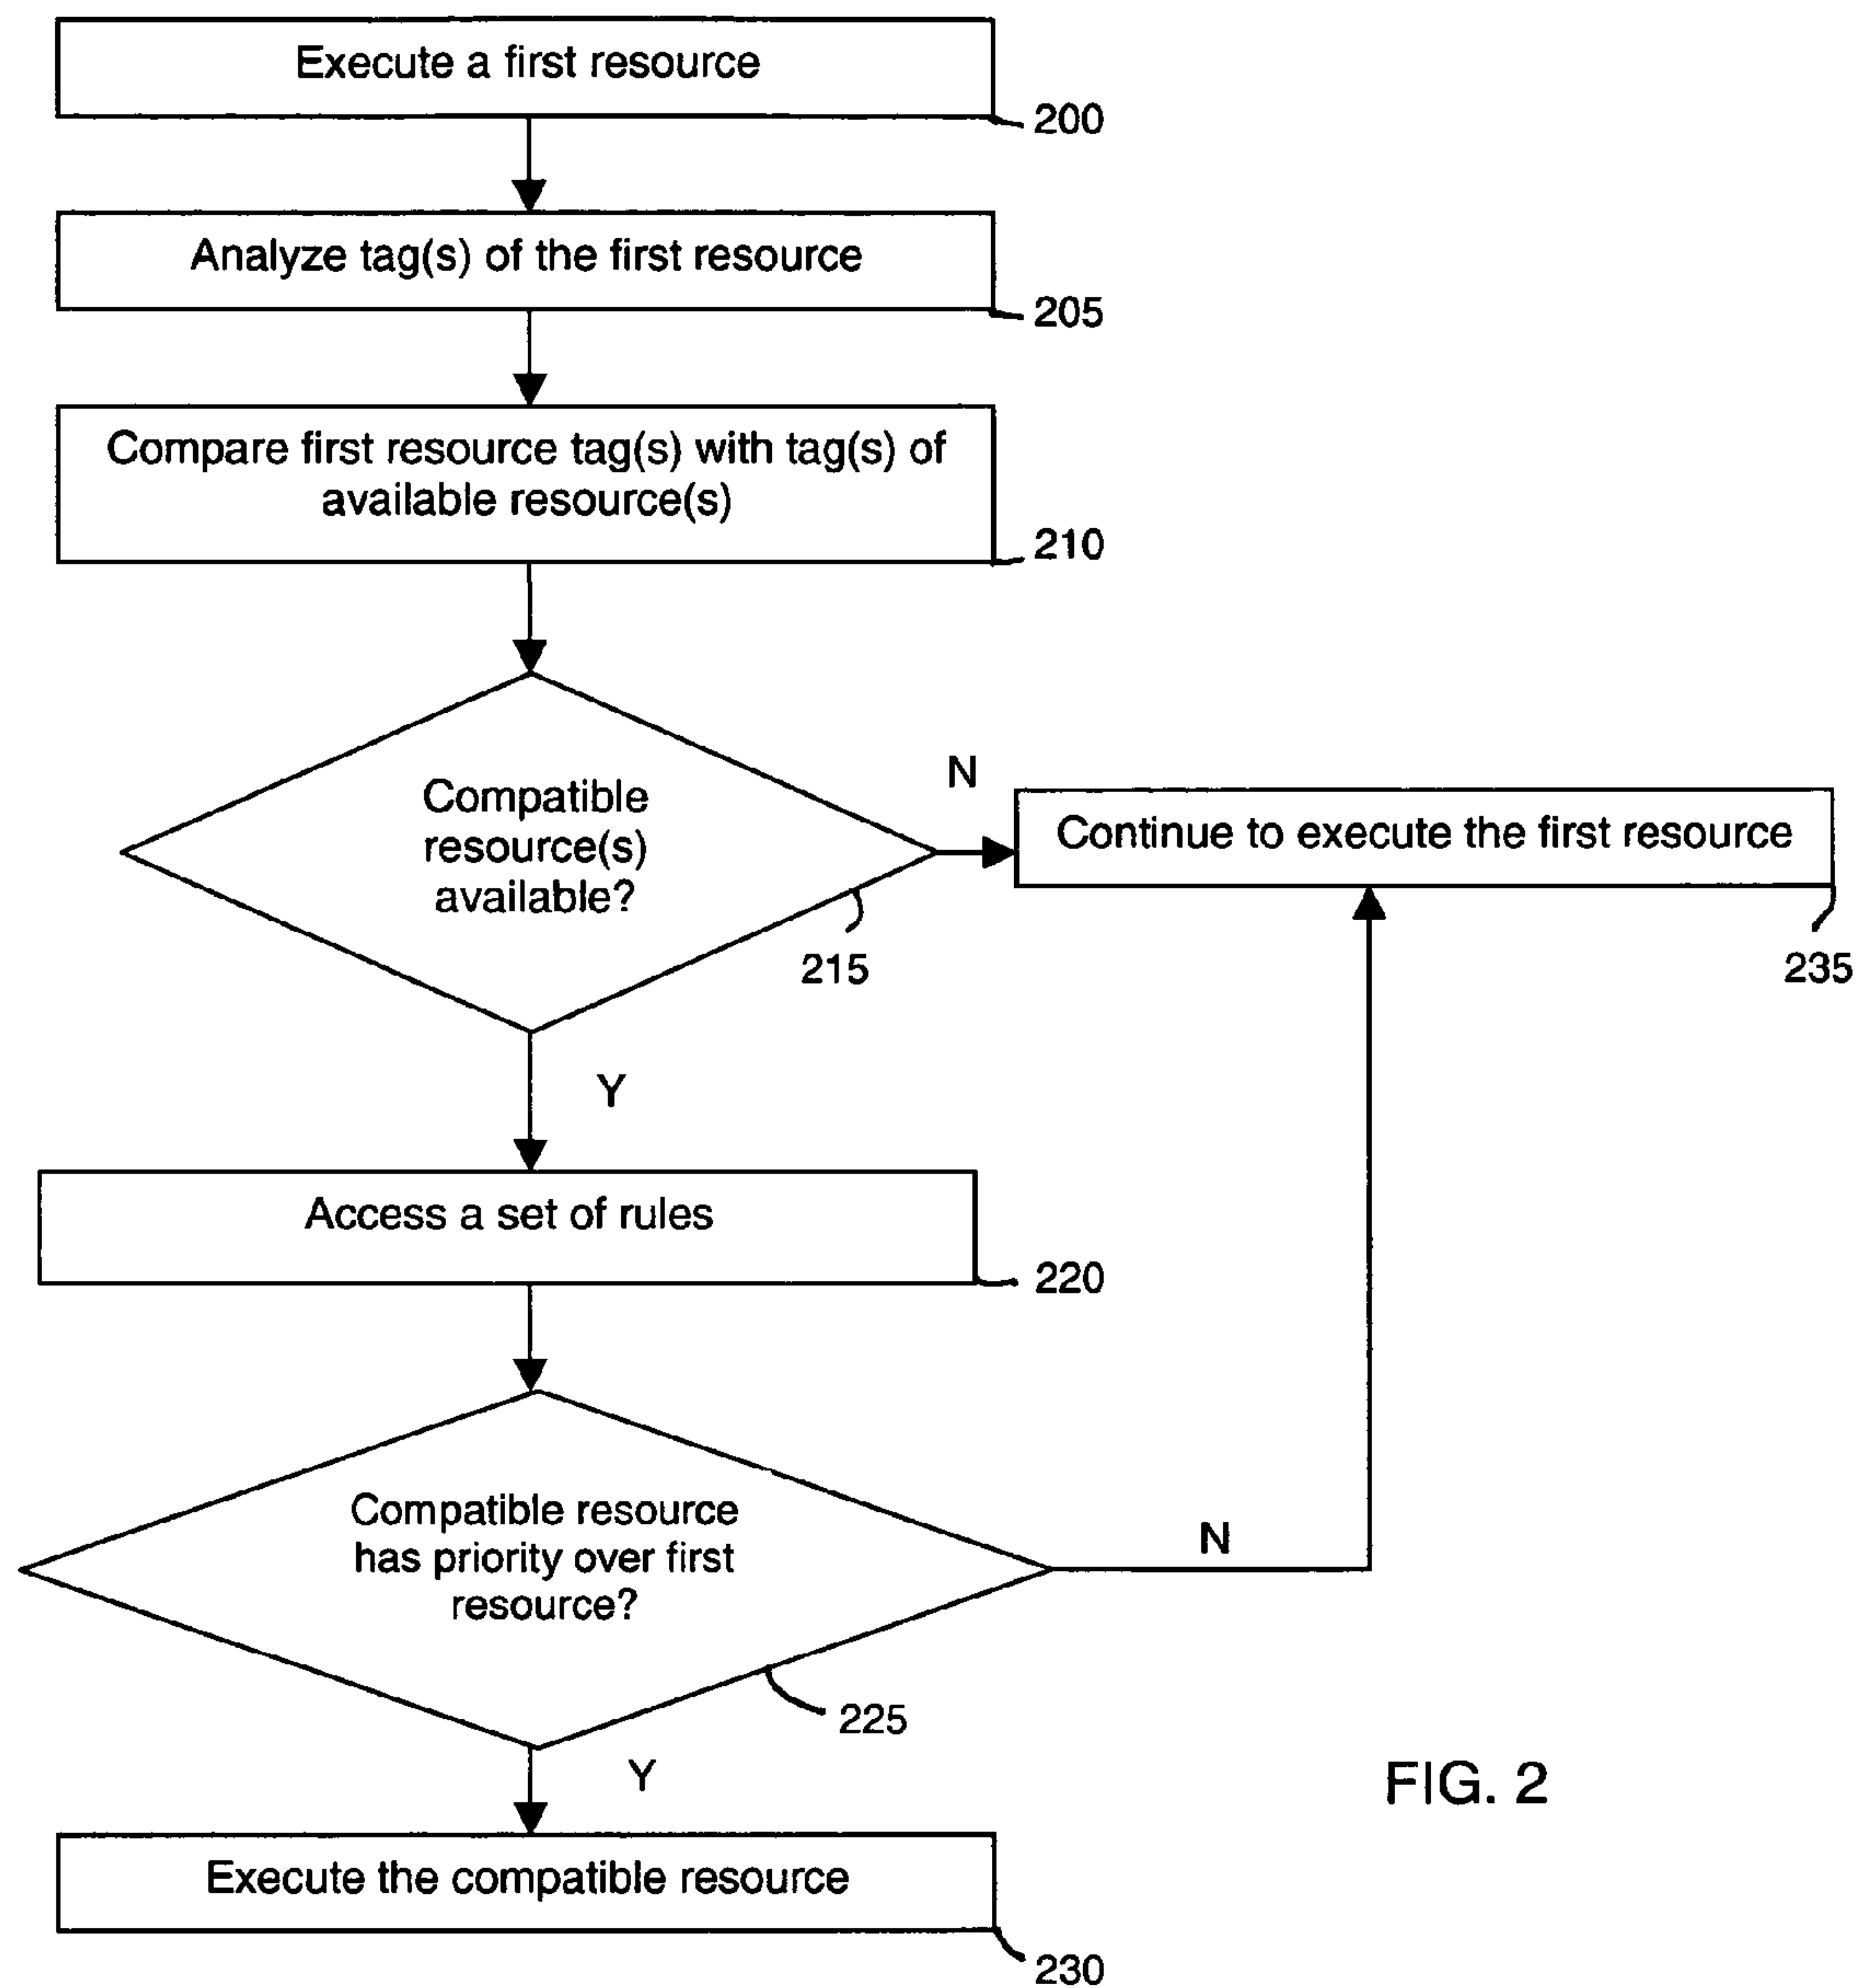 Execute a first resource
200
Analyze tag(s) of the first resource
205
Compare first resource tag(s) with tag(s) of
available resource(s)
210
Compatible
resource(s)
available?
215
N
Continue to execute the first resource
235
Y
Access a set of rules
220
Compatible resource
has priority over first
resource?
225
N
Y
Execute the compatible resource
230
FIG. 2